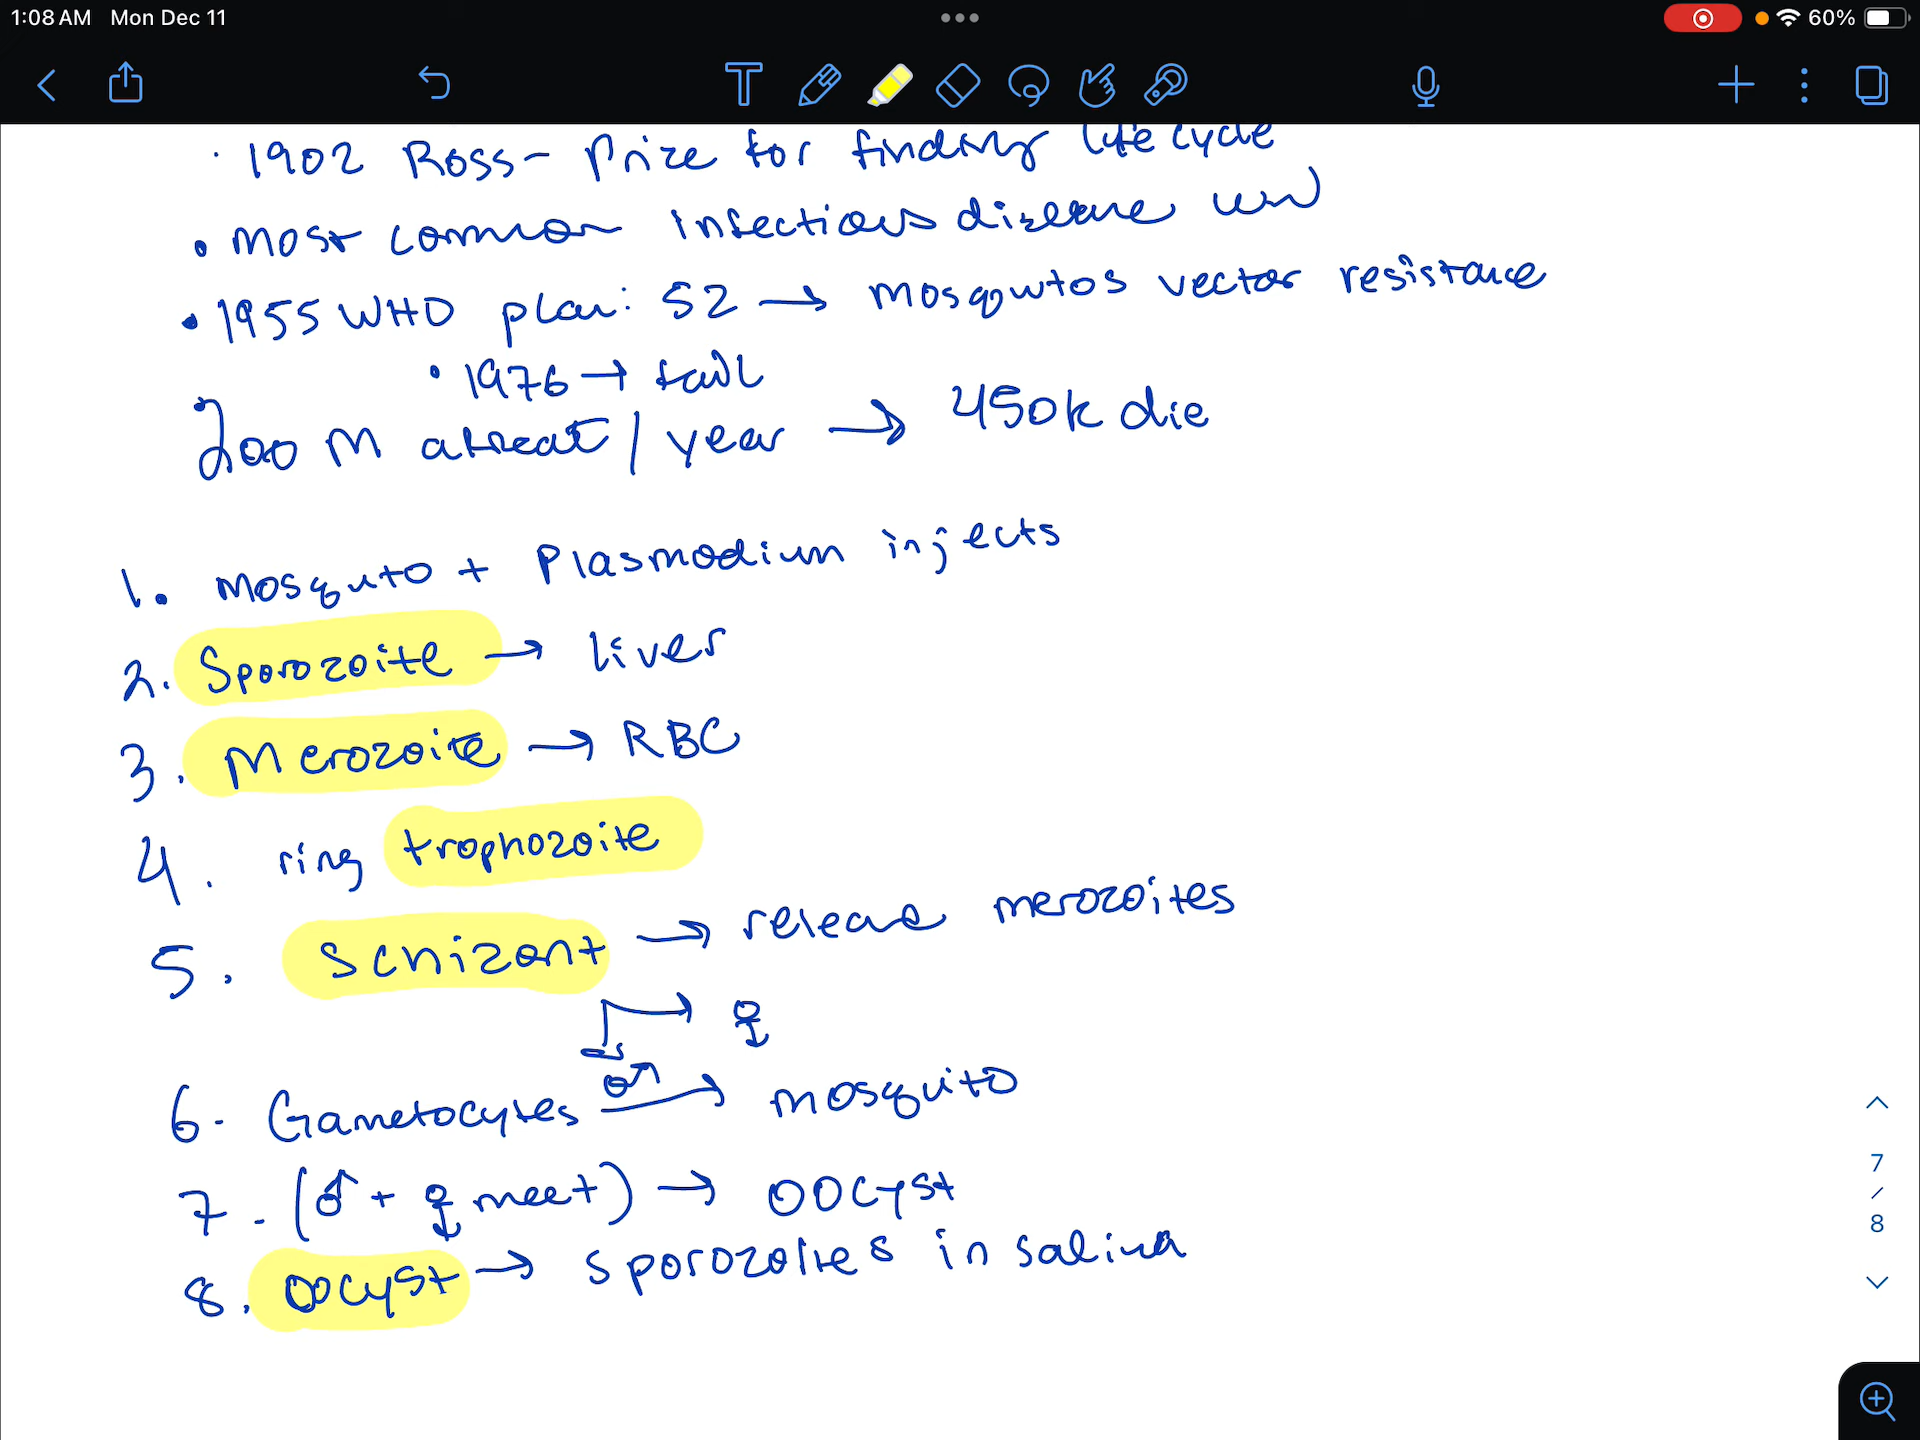 1:08 AM Mon Dec 11
60%
T
· 1902 Ross - Prize for finding life cycle
• most common infectious disease ww
• 1955 WHO plan: 52 → mosquitos vector resistance
• 1976 → fail
200 M / year → 450k die
1. mosquito + Plasmodium injects
2. Sporozoite → liver
3. Merozoite → RBC
4. ring trophozoite
5. Schizont → release merozoites
→ ♀
6. Gametocytes ♂ → mosquito
7. (♂ + ♀ meet) → oocyst
8. oocyst → sporozoites in saliva
7
/
8